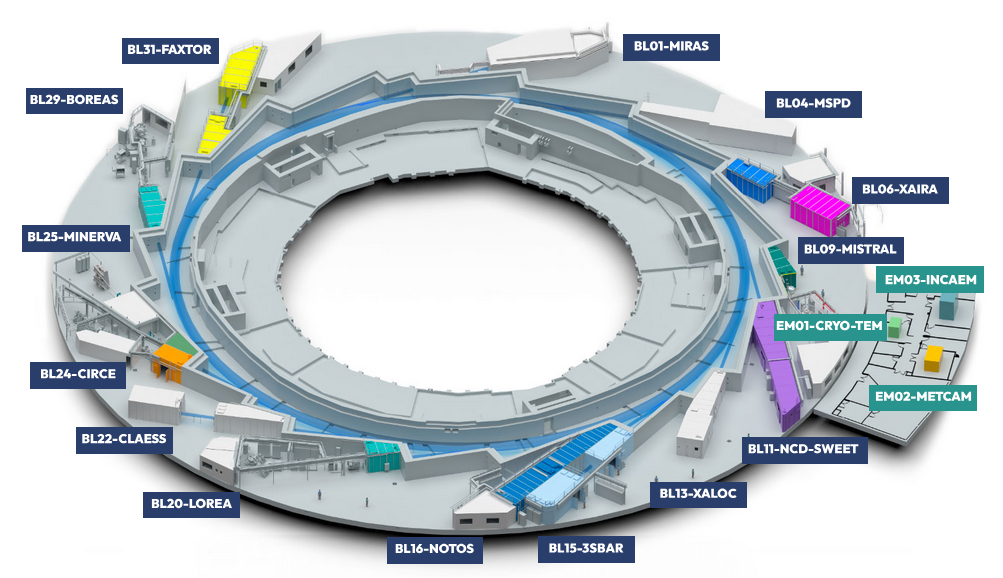 BL31-FAXTOR
BL01-MIRAS
BL29-BOREAS
BL04-MSPD
BL06-XAIRA
BL25-MINERVA
BL09-MISTRAL
EM03-INCAEM
EM01-CRYO-TEM
BL24-CIRCE
EM02-METCAM
BL22-CLAESS
BL11-NCD-SWEET
BL20-LOREA
BL13-XALOC
BL16-NOTOS
BL15-3SBAR